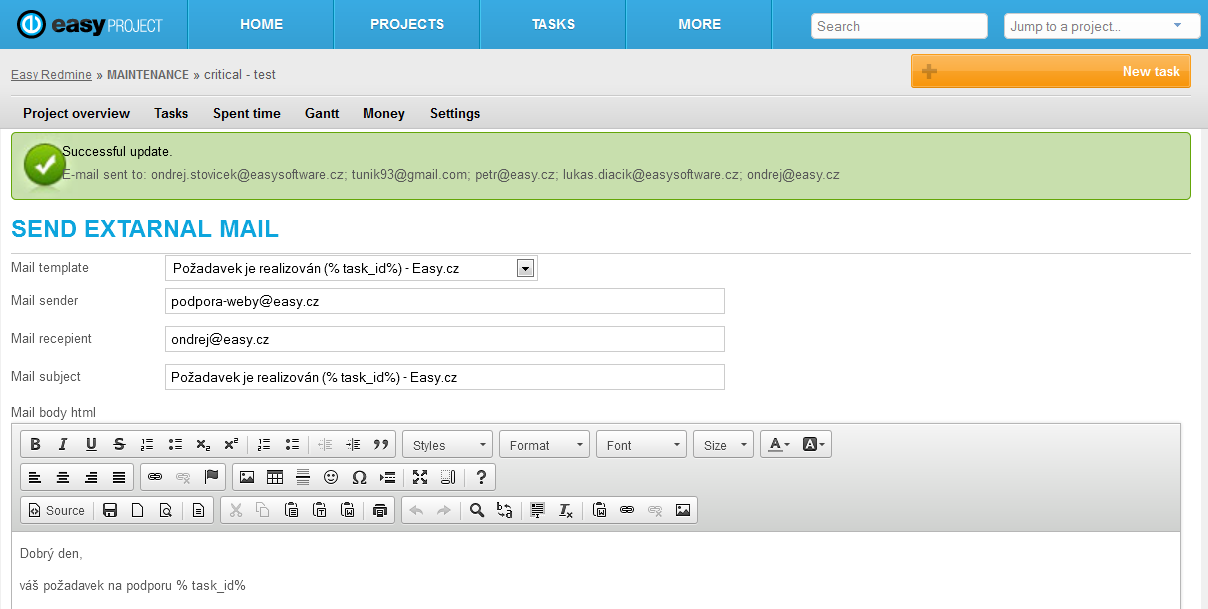 easy PROJECT HOME PROJECTS TASKS MORE Search Jump to a project...
Easy Redmine » MAINTENANCE » critical - test New task
Project overview Tasks Spent time Gantt Money Settings
Successful update.
E-mail sent to: ondrej.stovicek@easysoftware.cz; tunik93@gmail.com; petr@easy.cz; lukas.diacik@easysoftware.cz; ondrej@easy.cz
SEND EXTARNAL MAIL
Mail template Požadavek je realizován (% task_id%) - Easy.cz
Mail sender podpora-weby@easy.cz
Mail recepient ondrej@easy.cz
Mail subject Požadavek je realizován (% task_id%) - Easy.cz
Mail body html
Styles Format Font Size
Source
Dobrý den,
váš požadavek na podporu % task_id%